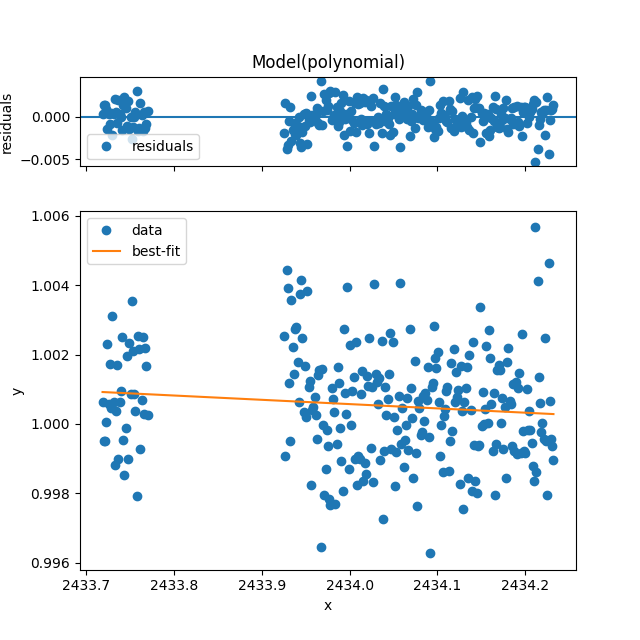 Model(polynomial)
residuals
0.000
−0.005
residuals
1.006
1.004
1.002
1.000
0.998
0.996
y
data
best-fit
2433.7 2433.8 2433.9 2434.0 2434.1 2434.2
x